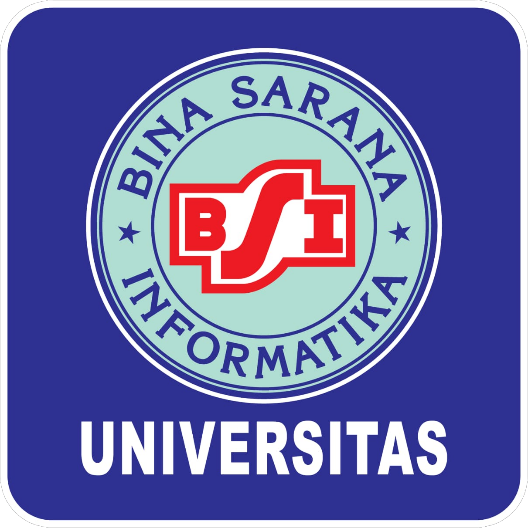 BINA SARANA
BSI
INFORMATIKA
UNIVERSITAS